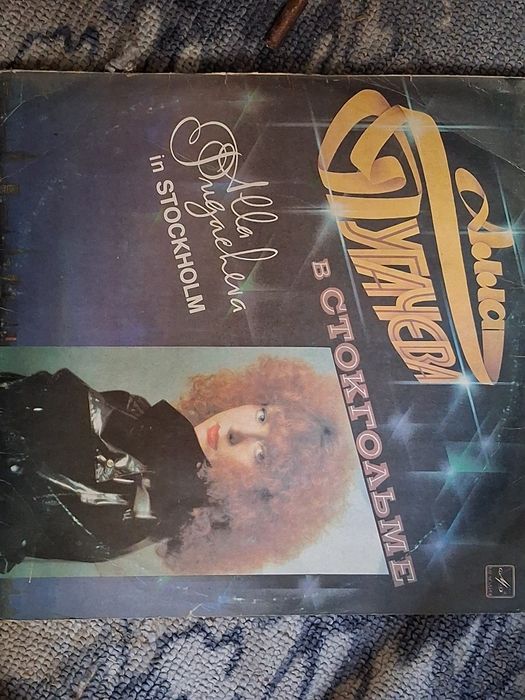 Алла
ПУГАЧЕВА
В СТОКГОЛЬМЕ
Alla
Pugacheva
in STOCKHOLM